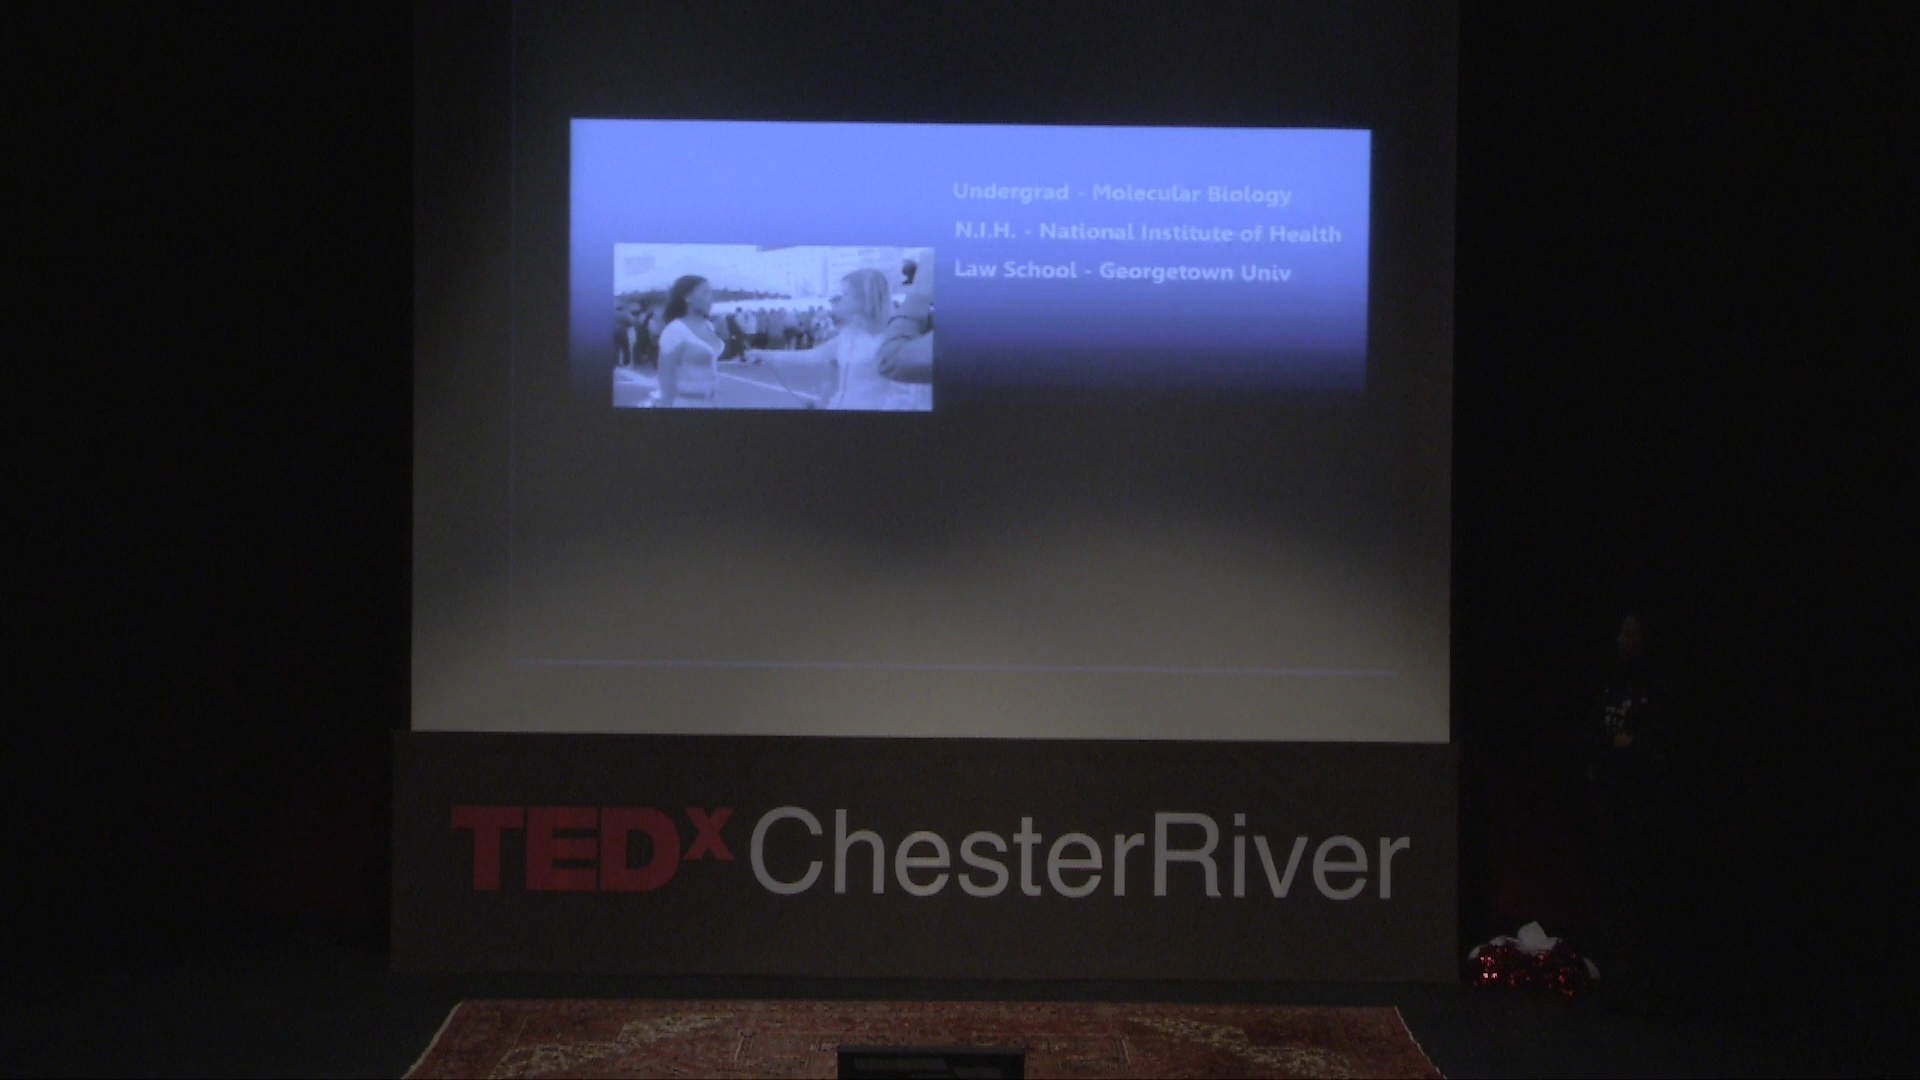 Undergrad - Molecular Biology
N.I.H. - National Institute of Health
Law School - Georgetown Univ
TEDx ChesterRiver